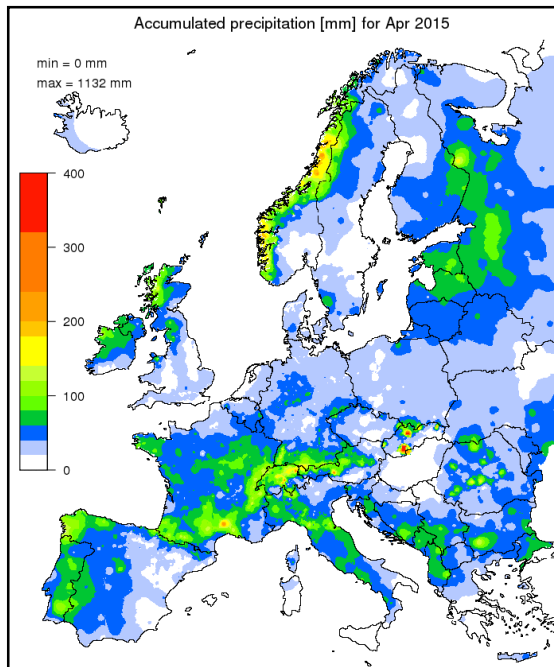 Accumulated precipitation [mm] for Apr 2015
min = 0 mm
max = 1132 mm
400
300
200
100
0